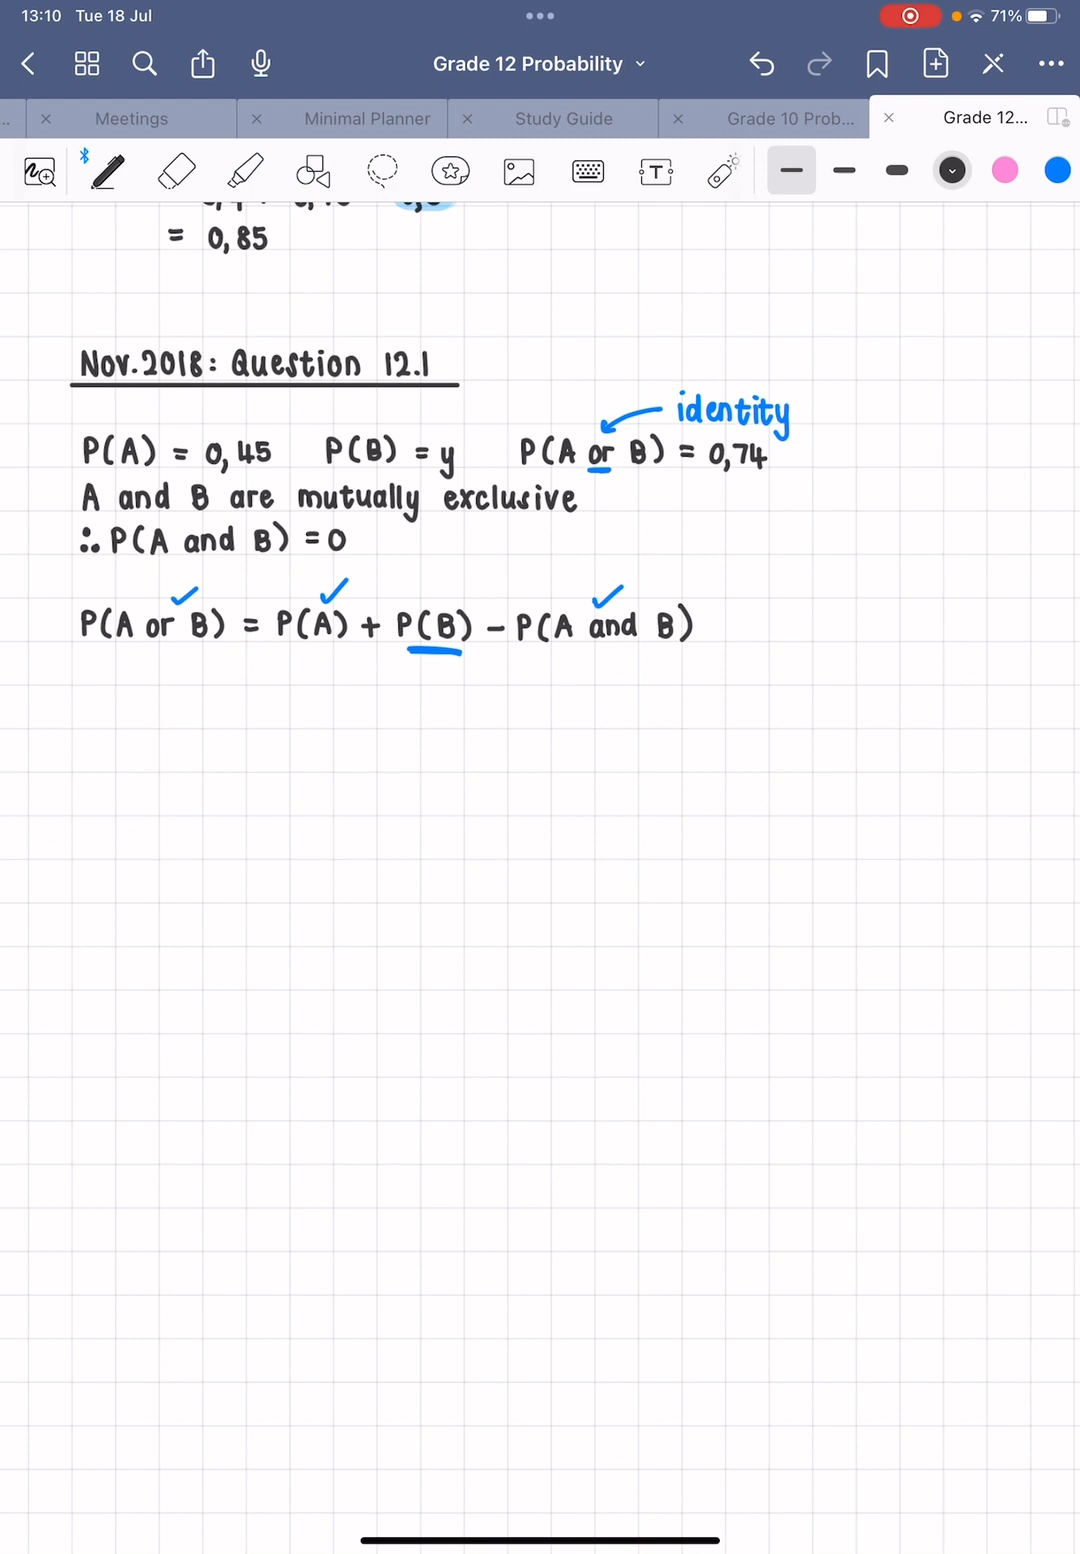 13:10 Tue 18 Jul
71%
Grade 12 Probability
Meetings
Minimal Planner
Study Guide
Grade 10 Prob...
Grade 12...
T
= 0,85
Nov.2018: Question 12.1
identity
P(A) = 0,45 P(B) = y P(A or B) = 0,74
A and B are mutually exclusive
∴ P(A and B) = 0
P(A or B) = P(A) + P(B) - P(A and B)